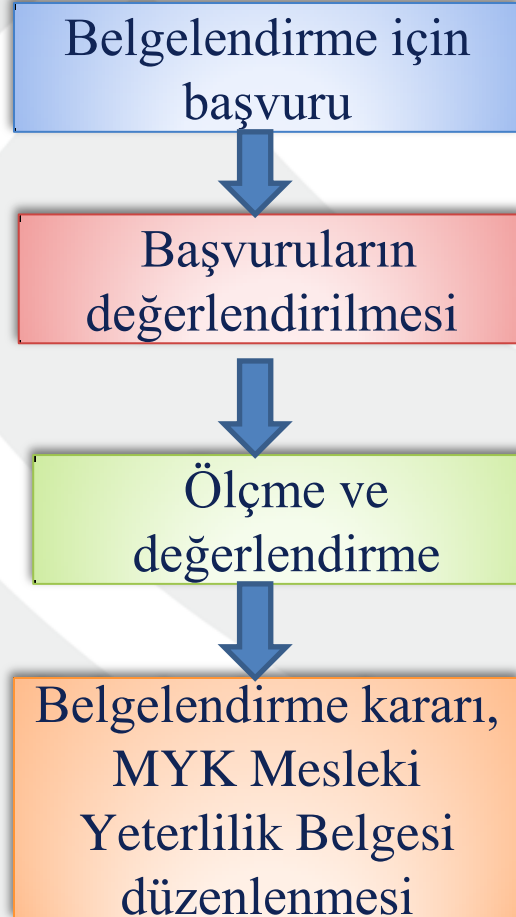 Belgelendirme için
başvuru
Başvuruların
değerlendirilmesi
Ölçme ve
değerlendirme
Belgelendirme kararı,
MYK Mesleki
Yeterlilik Belgesi
düzenlenmesi